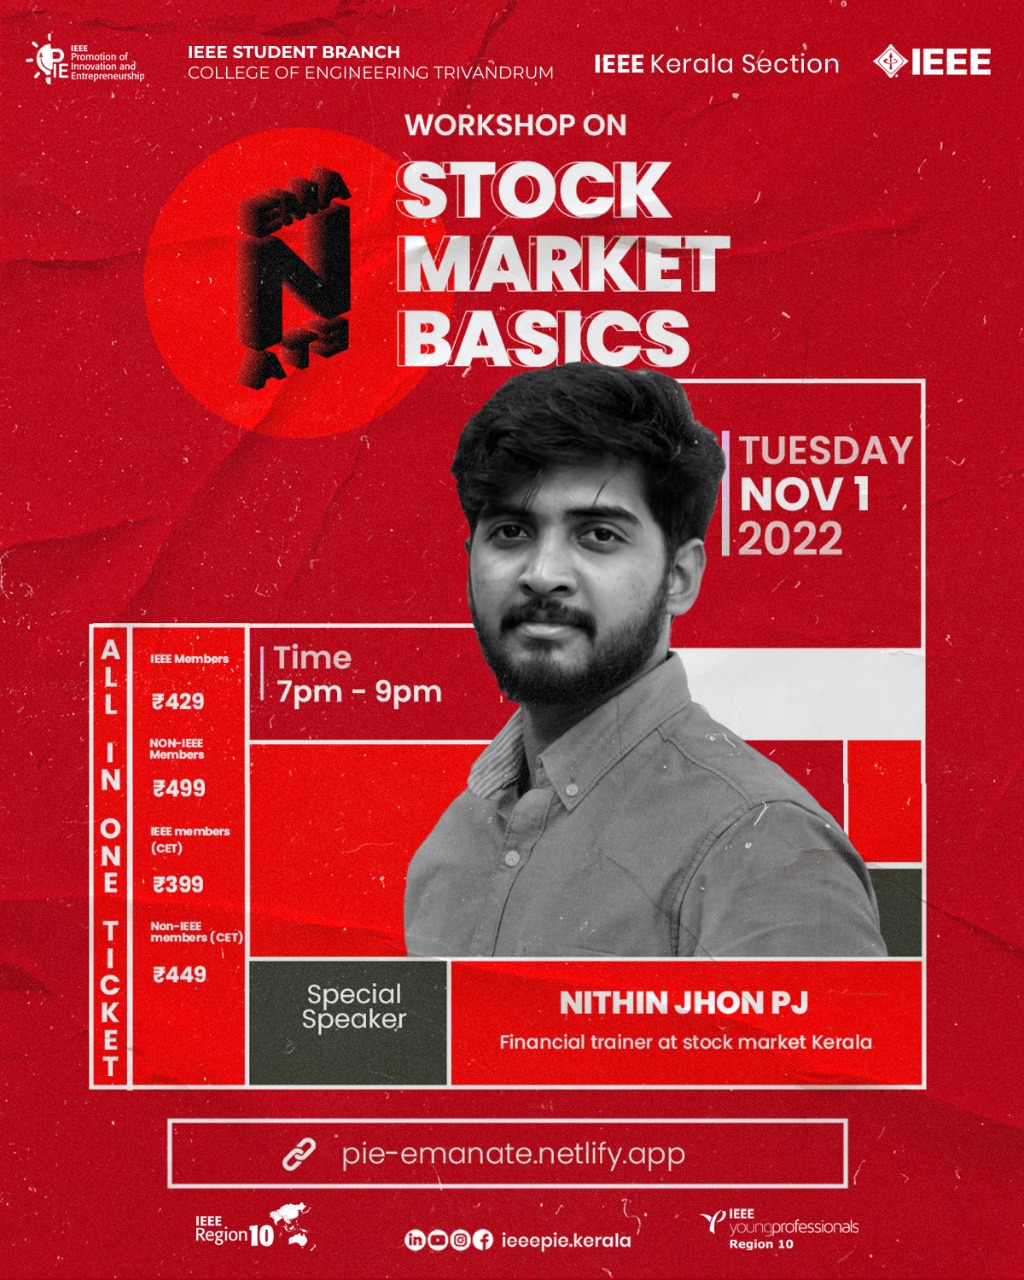 IEEE
Promotion of
Innovation and
Entrepreneurship
PIE
IEEE STUDENT BRANCH
COLLEGE OF ENGINEERING TRIVANDRUM
IEEE Kerala Section
IEEE
WORKSHOP ON
STOCK
MARKET
BASICS
EMA
N
ATE
TUESDAY
NOV 1
2022
ALL IN ONE TICKET
IEEE Members
₹429
NON-IEEE
Members
₹499
IEEE members
(CET)
₹399
Non-IEEE
members (CET)
₹449
Time
7pm - 9pm
Special
Speaker
NITHIN JHON PJ
Financial trainer at stock market Kerala
pie-emanate.netlify.app
IEEE
Region 10
ieeepie.kerala
IEEE
youngprofessionals
Region 10